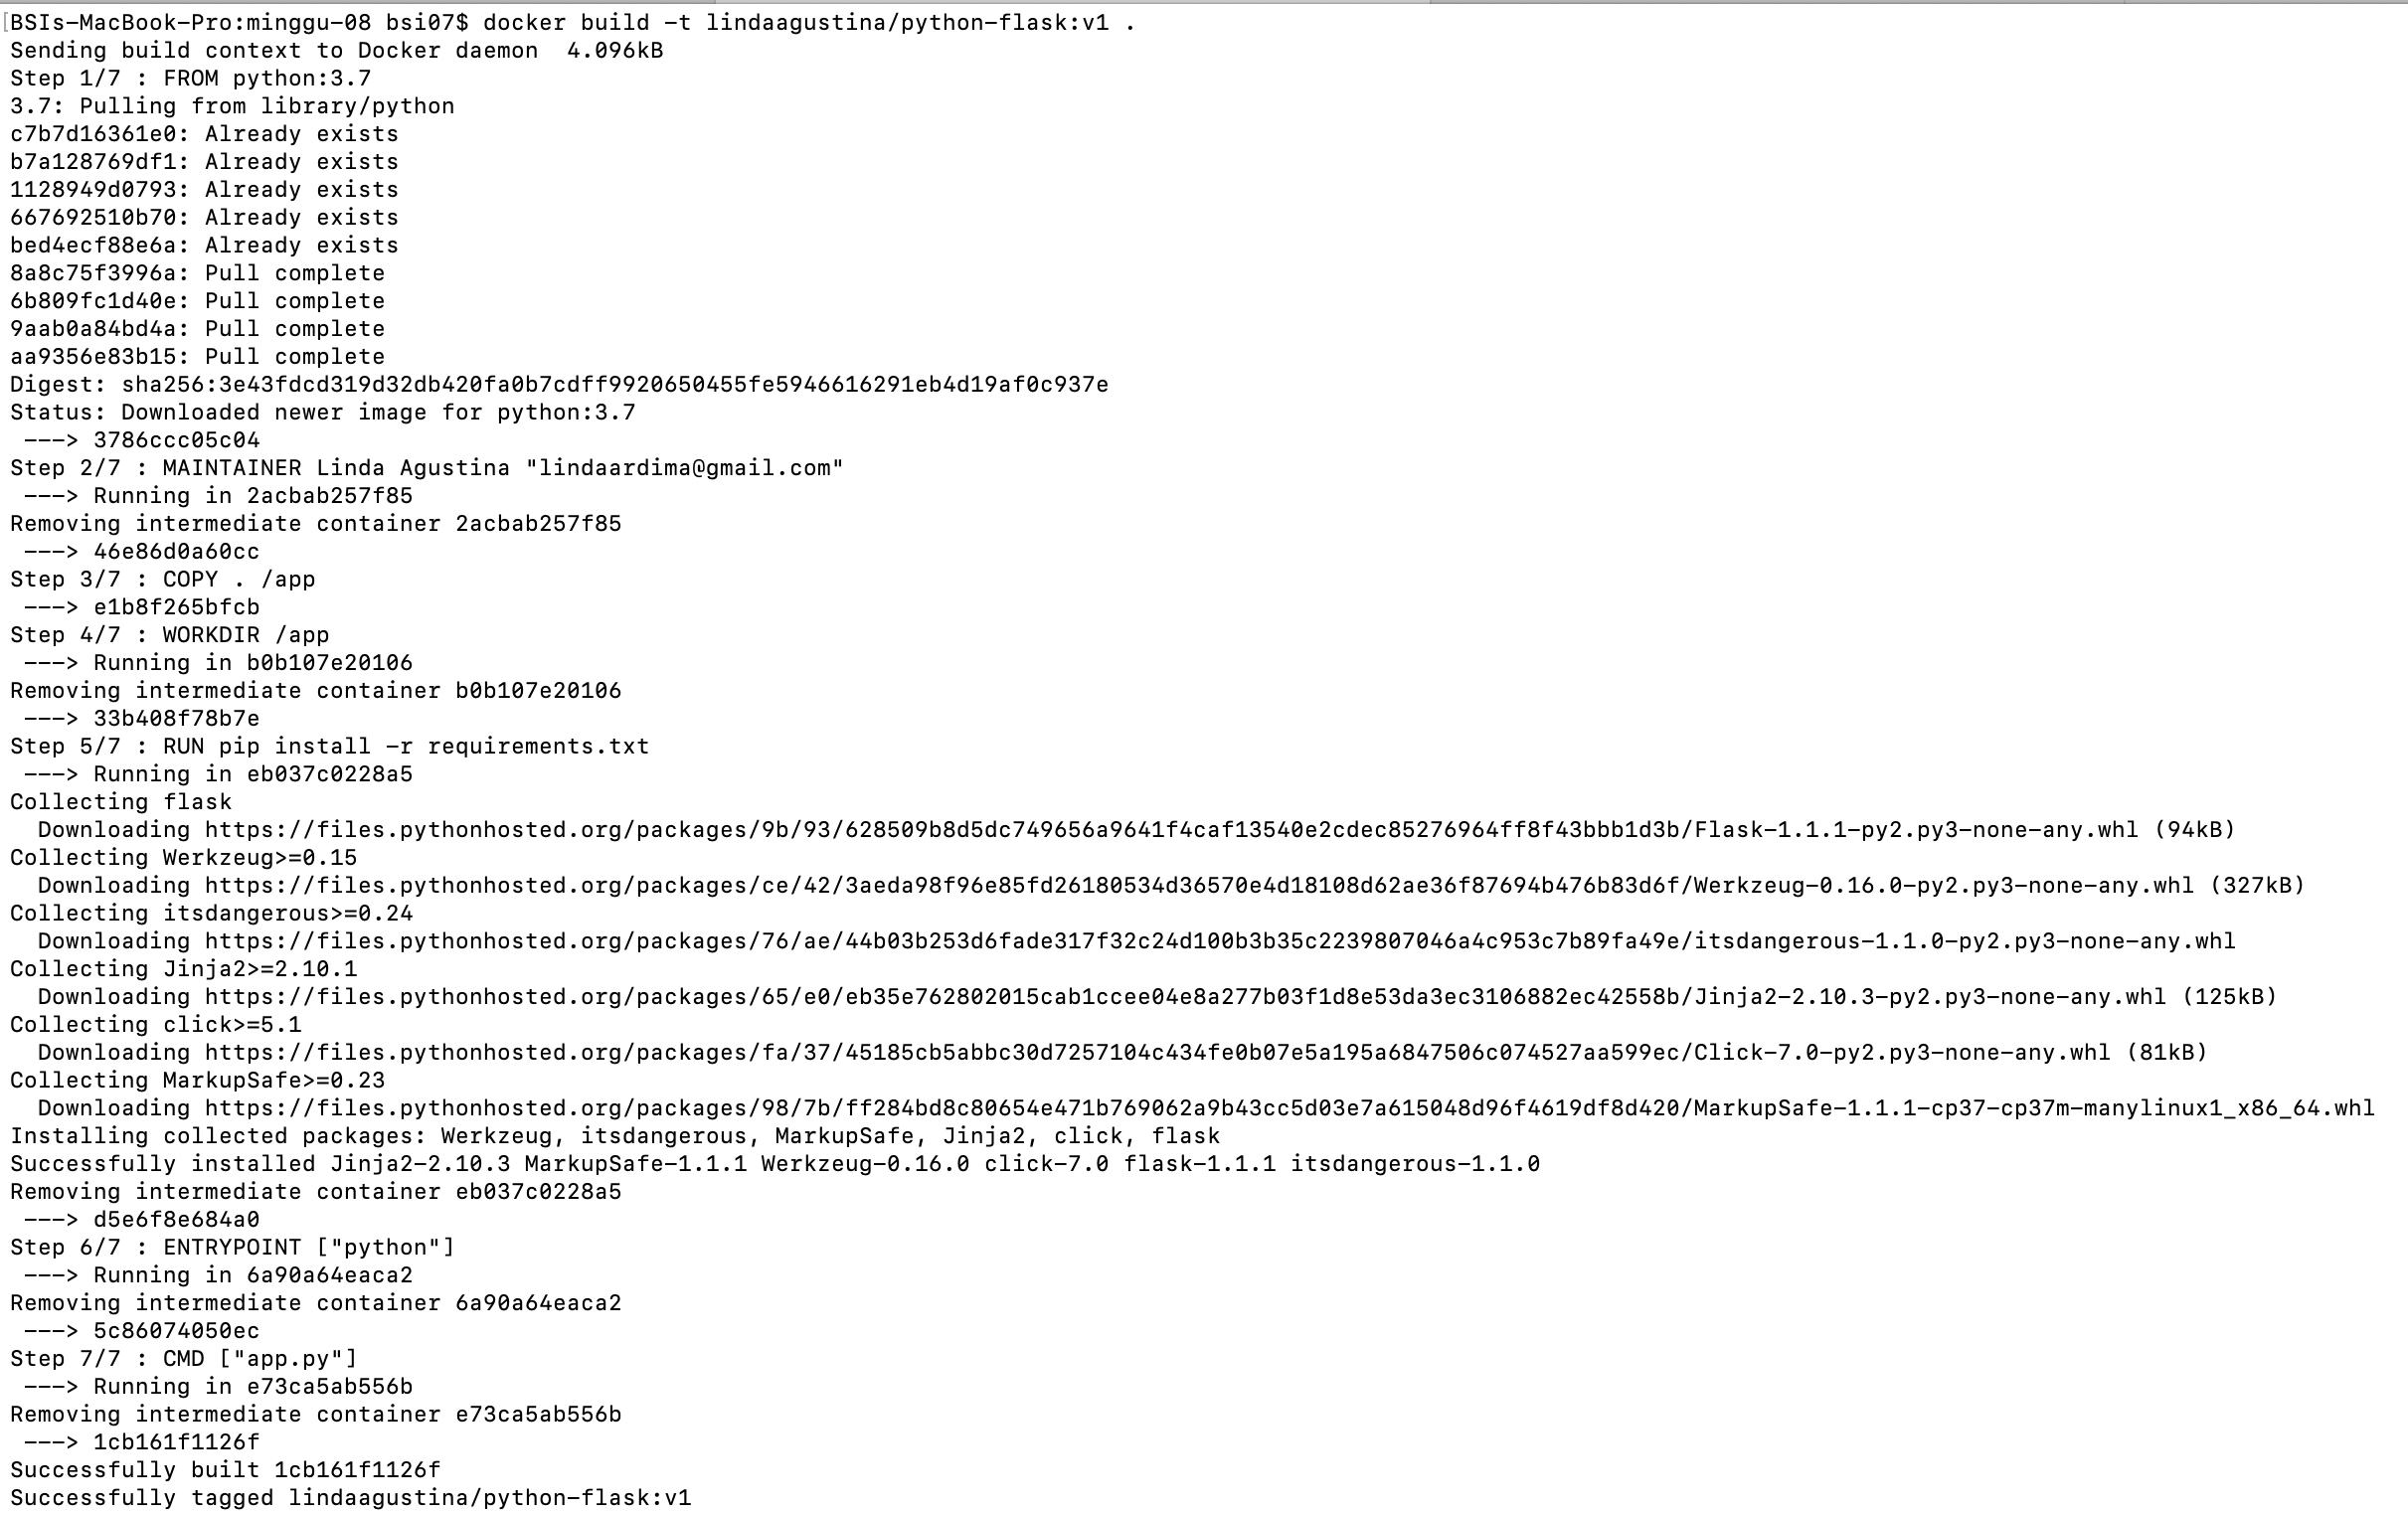 [BSIs-MacBook-Pro:minggu-08 bsi07$ docker build -t lindaagustina/python-flask:v1 .
Sending build context to Docker daemon  4.096kB
Step 1/7 : FROM python:3.7
3.7: Pulling from library/python
c7b7d16361e0: Already exists
b7a128769df1: Already exists
1128949d0793: Already exists
667692510b70: Already exists
bed4ecf88e6a: Already exists
8a8c75f3996a: Pull complete
6b809fc1d40e: Pull complete
9aab0a84bd4a: Pull complete
aa9356e83b15: Pull complete
Digest: sha256:3e43fdcd319d32db420fa0b7cdff9920650455fe5946616291eb4d19af0c937e
Status: Downloaded newer image for python:3.7
 ---> 3786ccc05c04
Step 2/7 : MAINTAINER Linda Agustina "lindaardima@gmail.com"
 ---> Running in 2acbab257f85
Removing intermediate container 2acbab257f85
 ---> 46e86d0a60cc
Step 3/7 : COPY . /app
 ---> e1b8f265bfcb
Step 4/7 : WORKDIR /app
 ---> Running in b0b107e20106
Removing intermediate container b0b107e20106
 ---> 33b408f78b7e
Step 5/7 : RUN pip install -r requirements.txt
 ---> Running in eb037c0228a5
Collecting flask
  Downloading https://files.pythonhosted.org/packages/9b/93/628509b8d5dc749656a9641f4caf13540e2cdec85276964ff8f43bbb1d3b/Flask-1.1.1-py2.py3-none-any.whl (94kB)
Collecting Werkzeug>=0.15
  Downloading https://files.pythonhosted.org/packages/ce/42/3aeda98f96e85fd26180534d36570e4d18108d62ae36f87694b476b83d6f/Werkzeug-0.16.0-py2.py3-none-any.whl (327kB)
Collecting itsdangerous>=0.24
  Downloading https://files.pythonhosted.org/packages/76/ae/44b03b253d6fade317f32c24d100b3b35c2239807046a4c953c7b89fa49e/itsdangerous-1.1.0-py2.py3-none-any.whl
Collecting Jinja2>=2.10.1
  Downloading https://files.pythonhosted.org/packages/65/e0/eb35e762802015cab1ccee04e8a277b03f1d8e53da3ec3106882ec42558b/Jinja2-2.10.3-py2.py3-none-any.whl (125kB)
Collecting click>=5.1
  Downloading https://files.pythonhosted.org/packages/fa/37/45185cb5abbc30d7257104c434fe0b07e5a195a6847506c074527aa599ec/Click-7.0-py2.py3-none-any.whl (81kB)
Collecting MarkupSafe>=0.23
  Downloading https://files.pythonhosted.org/packages/98/7b/ff284bd8c80654e471b769062a9b43cc5d03e7a615048d96f4619df8d420/MarkupSafe-1.1.1-cp37-cp37m-manylinux1_x86_64.whl
Installing collected packages: Werkzeug, itsdangerous, MarkupSafe, Jinja2, click, flask
Successfully installed Jinja2-2.10.3 MarkupSafe-1.1.1 Werkzeug-0.16.0 click-7.0 flask-1.1.1 itsdangerous-1.1.0
Removing intermediate container eb037c0228a5
 ---> d5e6f8e684a0
Step 6/7 : ENTRYPOINT ["python"]
 ---> Running in 6a90a64eaca2
Removing intermediate container 6a90a64eaca2
 ---> 5c86074050ec
Step 7/7 : CMD ["app.py"]
 ---> Running in e73ca5ab556b
Removing intermediate container e73ca5ab556b
 ---> 1cb161f1126f
Successfully built 1cb161f1126f
Successfully tagged lindaagustina/python-flask:v1